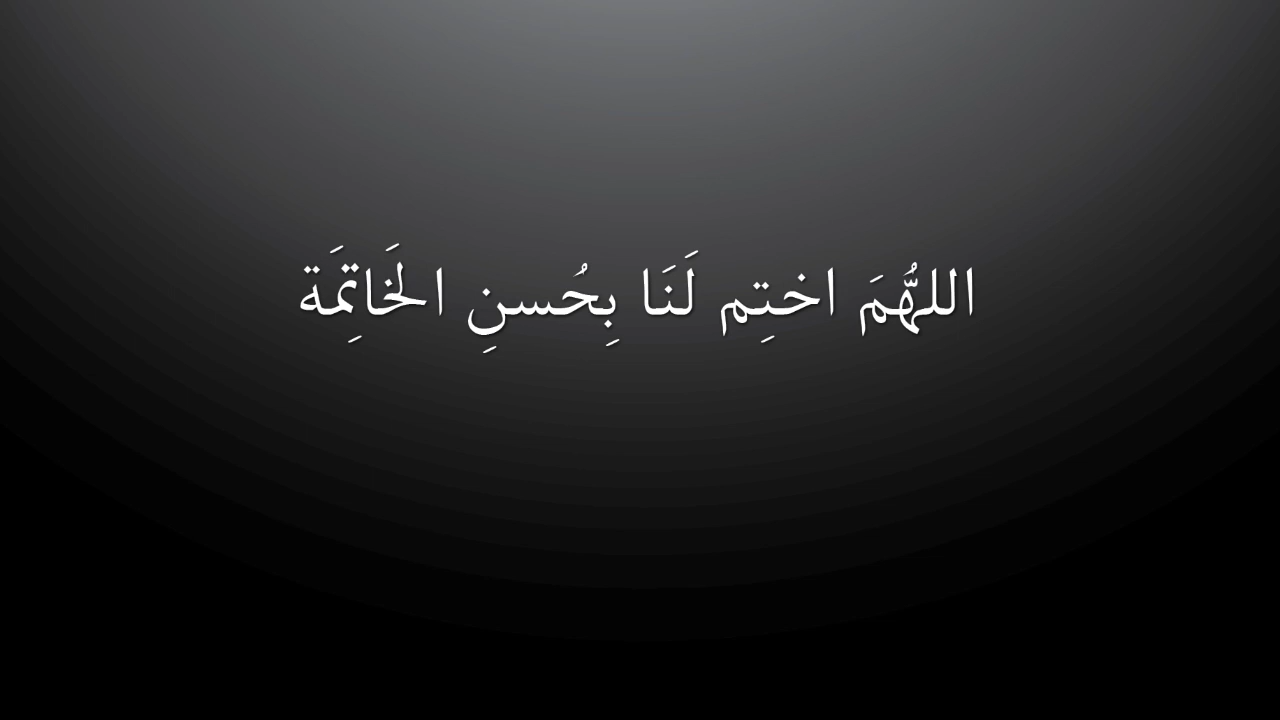 اللهُّمَ اختِم لَنَا بِحُسنِ الخَاتِمَة